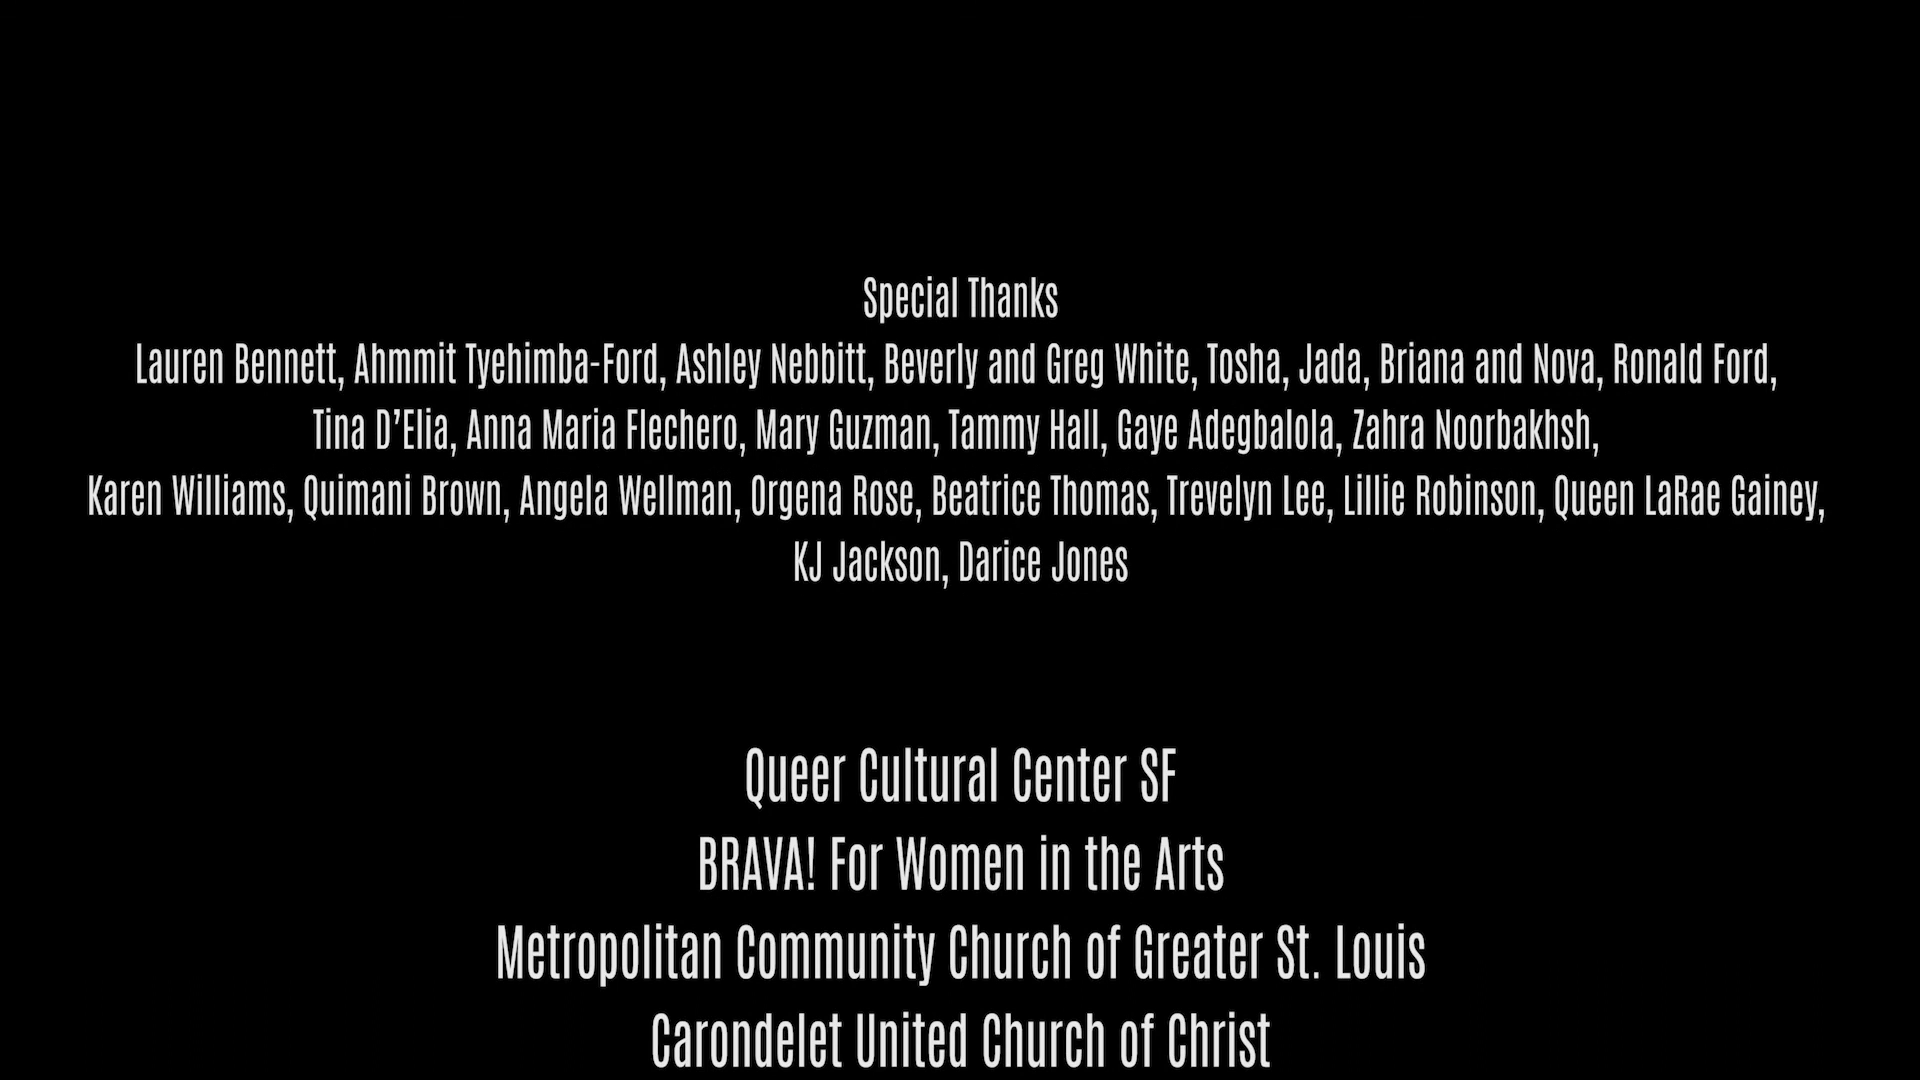 Special Thanks
Lauren Bennett, Ahmmit Tyehimba-Ford, Ashley Nebbitt, Beverly and Greg White, Tosha, Jada, Briana and Nova, Ronald Ford,
Tina D’Elia, Anna Maria Flechero, Mary Guzman, Tammy Hall, Gaye Adegbalola, Zahra Noorbakhsh,
Karen Williams, Quimani Brown, Angela Wellman, Orgena Rose, Beatrice Thomas, Trevelyn Lee, Lillie Robinson, Queen LaRae Gainey,
KJ Jackson, Darice Jones
Queer Cultural Center SF
BRAVA! For Women in the Arts
Metropolitan Community Church of Greater St. Louis
Carondelet United Church of Christ